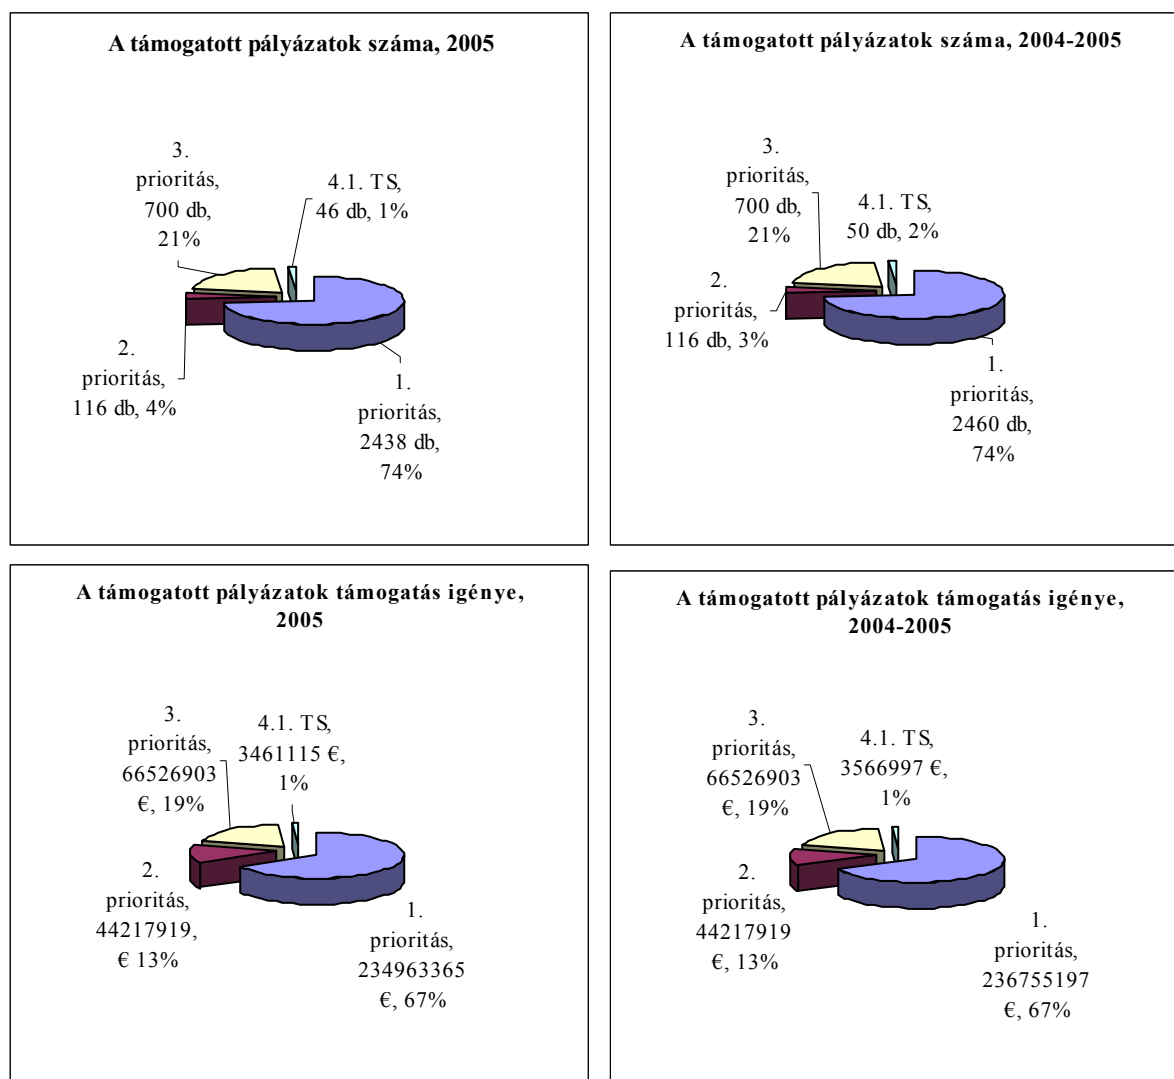 A támogatott pályázatok száma, 2005
3.
prioritás,
700 db,
21%
4.1. TS,
46 db, 1%
2.
prioritás,
116 db, 4%
1.
prioritás,
2438 db,
74%
A támogatott pályázatok száma, 2004-2005
3.
prioritás,
700 db,
21%
4.1. TS,
50 db, 2%
2.
prioritás,
116 db, 3%
1.
prioritás,
2460 db,
74%
A támogatott pályázatok támogatás igénye,
2005
3.
prioritás,
66526903
€, 19%
4.1. TS,
3461115 €,
1%
2.
prioritás,
44217919,
€ 13%
1.
prioritás,
234963365
€, 67%
A támogatott pályázatok támogatás igénye,
2004-2005
3.
prioritás,
66526903
€, 19%
4.1. TS,
3566997 €,
1%
2.
prioritás,
44217919
€, 13%
1.
prioritás,
236755197
€, 67%